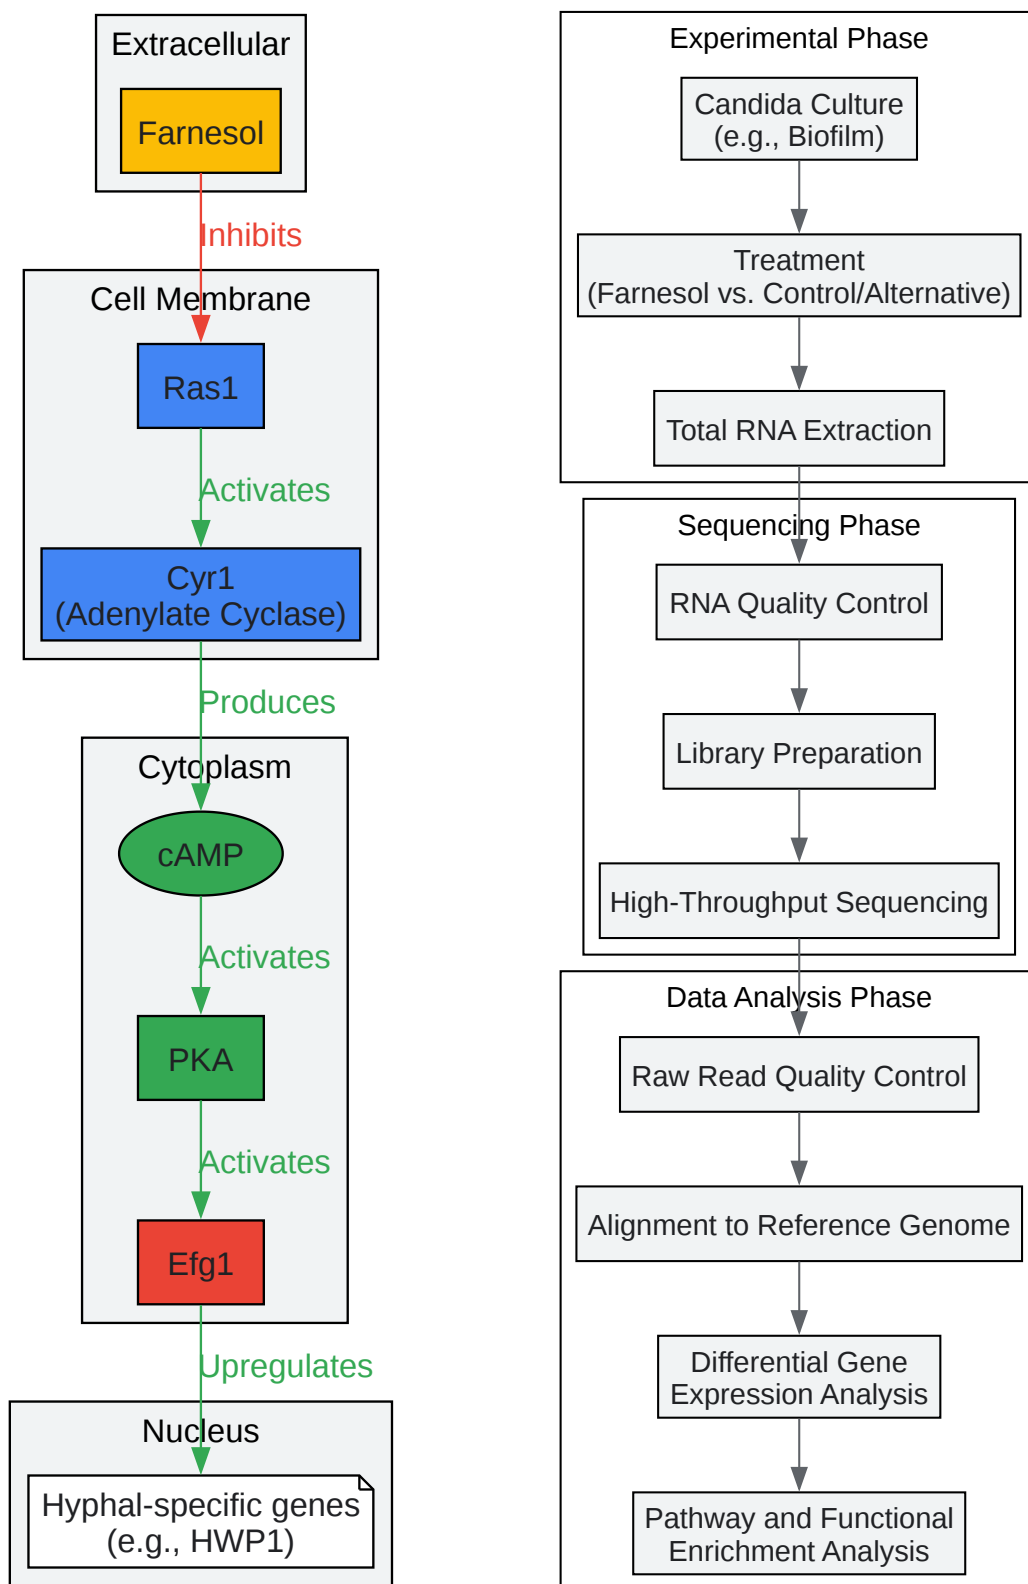 Extracellular
Farnesol
Inhibits
Cell Membrane
Ras1
Activates
Cyr1
(Adenylate Cyclase)
Produces
Cytoplasm
cAMP
Activates
PKA
Activates
Efg1
Upregulates
Nucleus
Hyphal-specific genes
(e.g., HWP1)
Experimental Phase
Candida Culture
(e.g., Biofilm)
Treatment
(Farnesol vs. Control/Alternative)
Total RNA Extraction
Sequencing Phase
RNA Quality Control
Library Preparation
High-Throughput Sequencing
Data Analysis Phase
Raw Read Quality Control
Alignment to Reference Genome
Differential Gene
Expression Analysis
Pathway and Functional
Enrichment Analysis